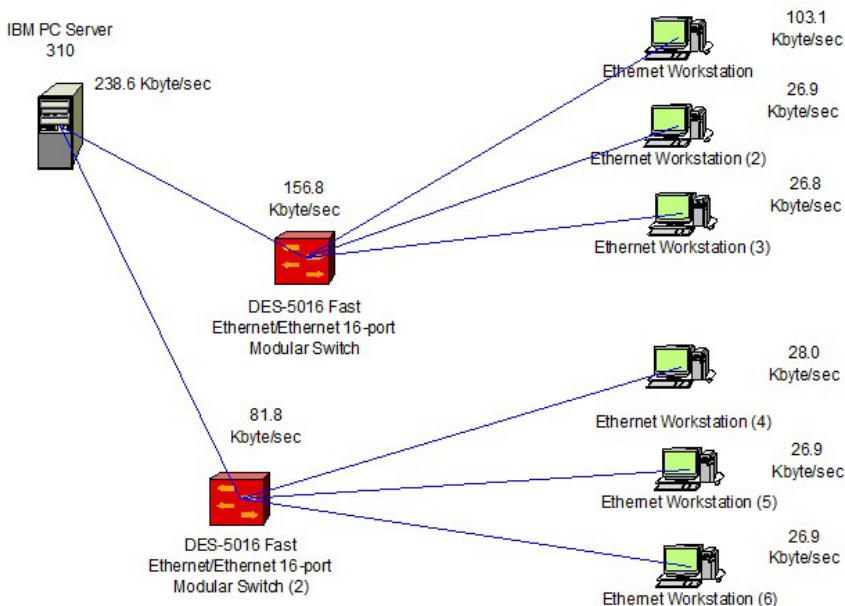 IBM PC Server
310
238.6 Kbyte/sec
103.1
Kbyte/sec
Ethernet Workstation
26.9
Kbyte/sec
Ethernet Workstation (2)
156.8
Kbyte/sec
26.8
Kbyte/sec
Ethernet Workstation (3)
DES-5016 Fast
Ethernet/Ethernet 16-port
Modular Switch
28.0
Kbyte/sec
Ethernet Workstation (4)
81.8
Kbyte/sec
26.9
Kbyte/sec
Ethernet Workstation (5)
DES-5016 Fast
Ethernet/Ethernet 16-port
Modular Switch (2)
26.9
Kbyte/sec
Ethernet Workstation (6)